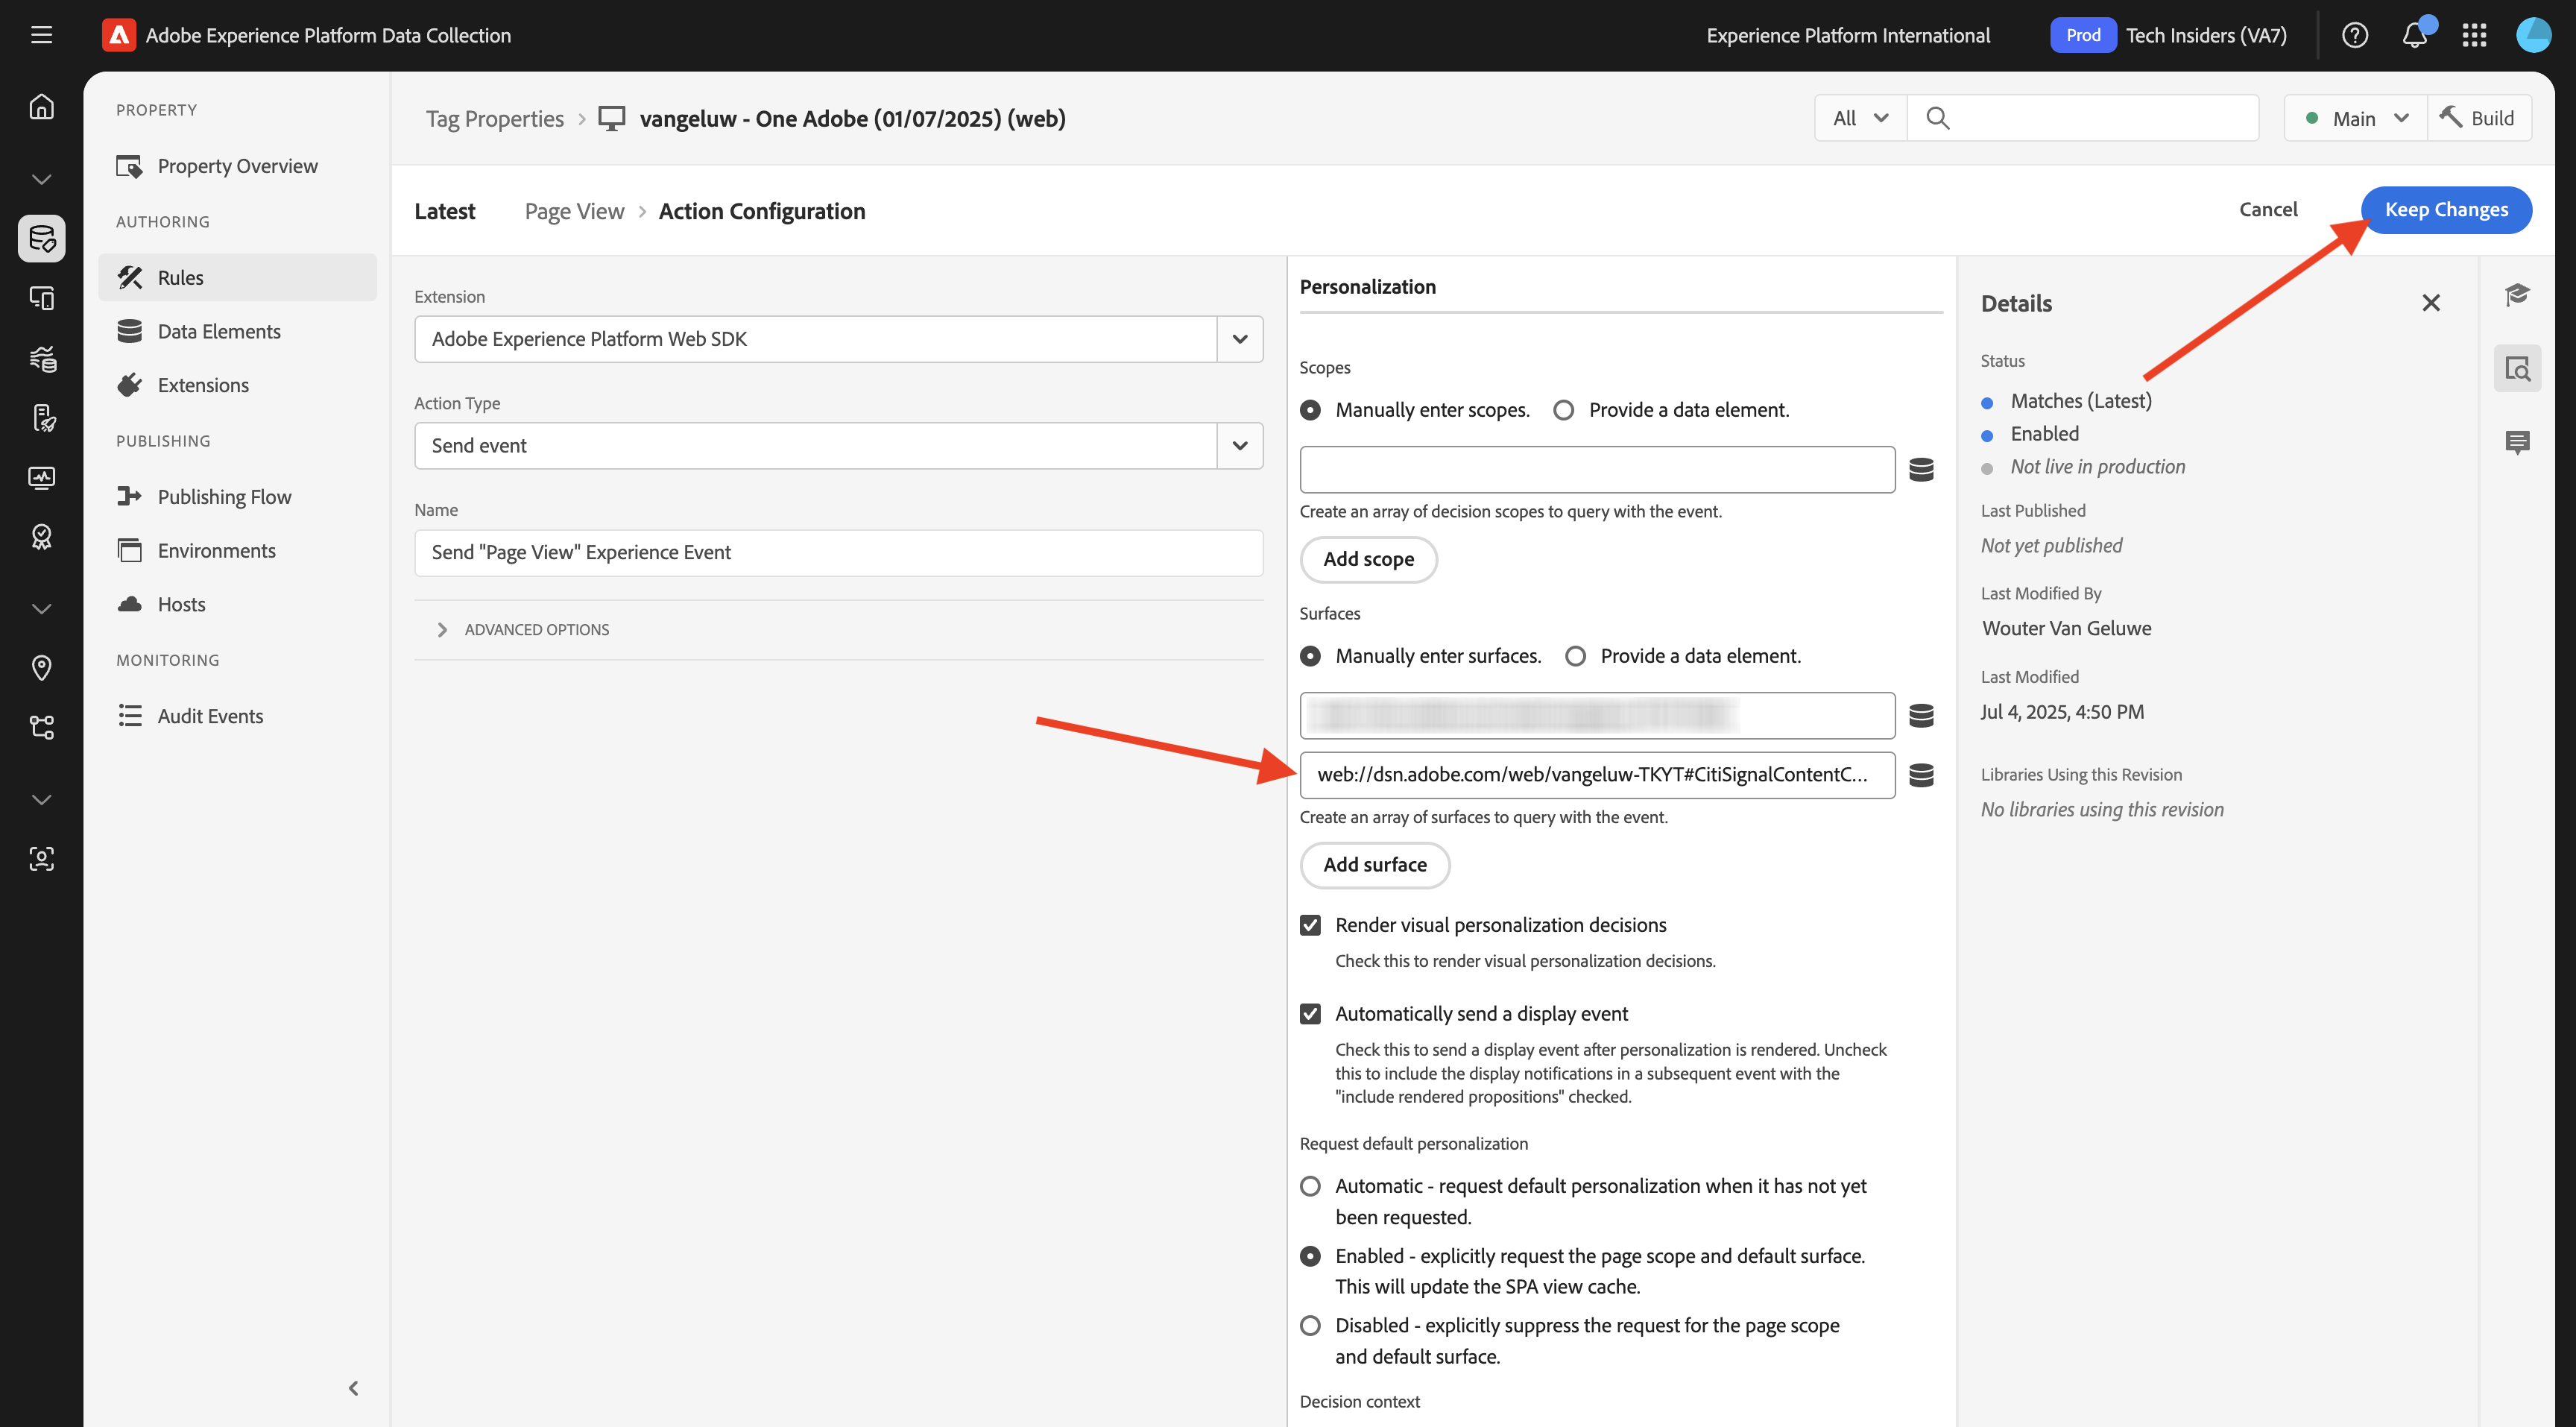 Adobe Experience Platform Data Collection
Experience Platform International
Prod
Tech Insiders (VA7)
PROPERTY
Property Overview
AUTHORING
Rules
Data Elements
Extensions
PUBLISHING
Publishing Flow
Environments
Hosts
MONITORING
Audit Events
Tag Properties
vangeluw - One Adobe (01/07/2025) (web)
All
Main
Build
Latest
Page View
Action Configuration
Cancel
Keep Changes
Extension
Adobe Experience Platform Web SDK
Action Type
Send event
Name
Send "Page View" Experience Event
ADVANCED OPTIONS
Personalization
Scopes
Manually enter scopes.
Provide a data element.
Create an array of decision scopes to query with the event.
Add scope
Surfaces
Manually enter surfaces.
Provide a data element.
web://dsn.adobe.com/web/vangeluw-TKYT#CitiSignalContentC...
Create an array of surfaces to query with the event.
Add surface
Render visual personalization decisions
Check this to render visual personalization decisions.
Automatically send a display event
Check this to send a display event after personalization is rendered. Uncheck
this to include the display notifications in a subsequent event with the
"include rendered propositions" checked.
Request default personalization
Automatic - request default personalization when it has not yet
been requested.
Enabled - explicitly request the page scope and default surface.
This will update the SPA view cache.
Disabled - explicitly suppress the request for the page scope
and default surface.
Decision context
Details
Status
Matches (Latest)
Enabled
Not live in production
Last Published
Not yet published
Last Modified By
Wouter Van Geluwe
Last Modified
Jul 4, 2025, 4:50 PM
Libraries Using this Revision
No libraries using this revision